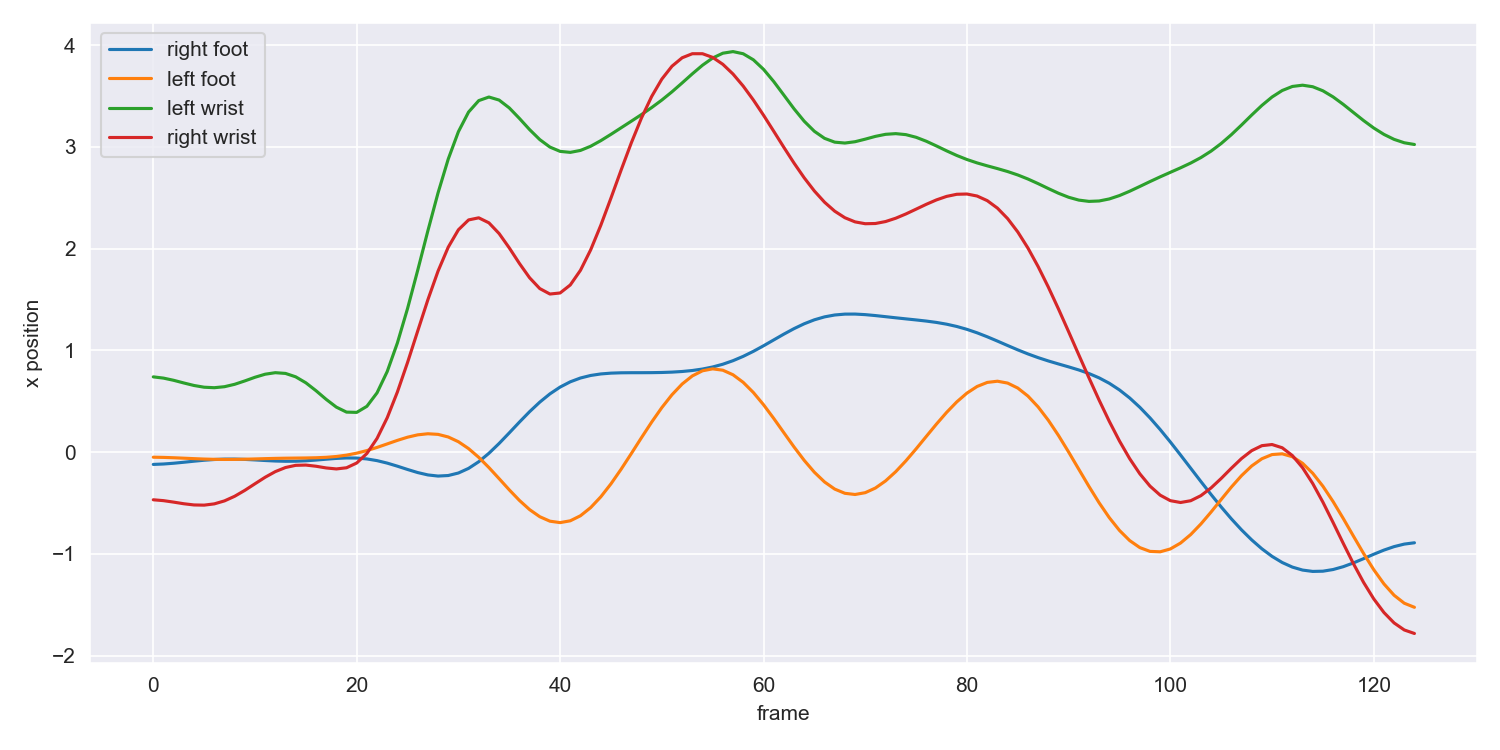 right foot
left foot
left wrist
right wrist
4
3
2
1
0
−1
−2
x position
0 20 40 60 80 100 120
frame